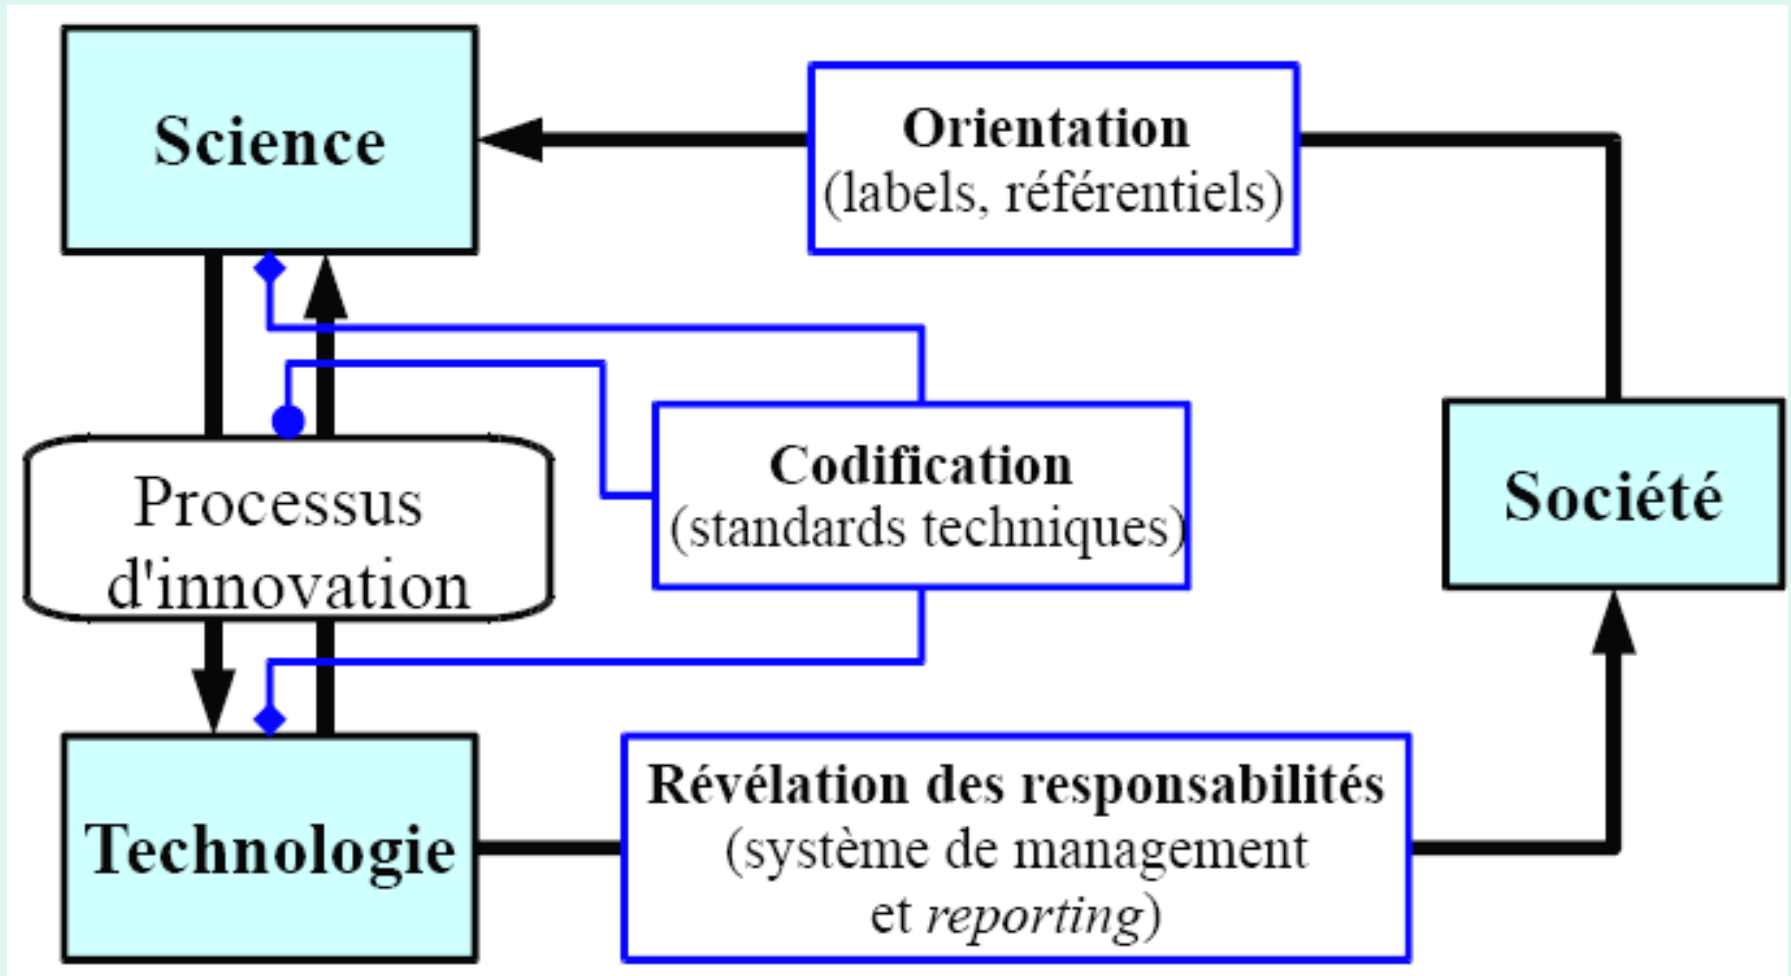 Science
Orientation
(labels, référentiels)
Processus
d'innovation
Codification
(standards techniques)
Société
Technologie
Révélation des responsabilités
(système de management
et reporting)